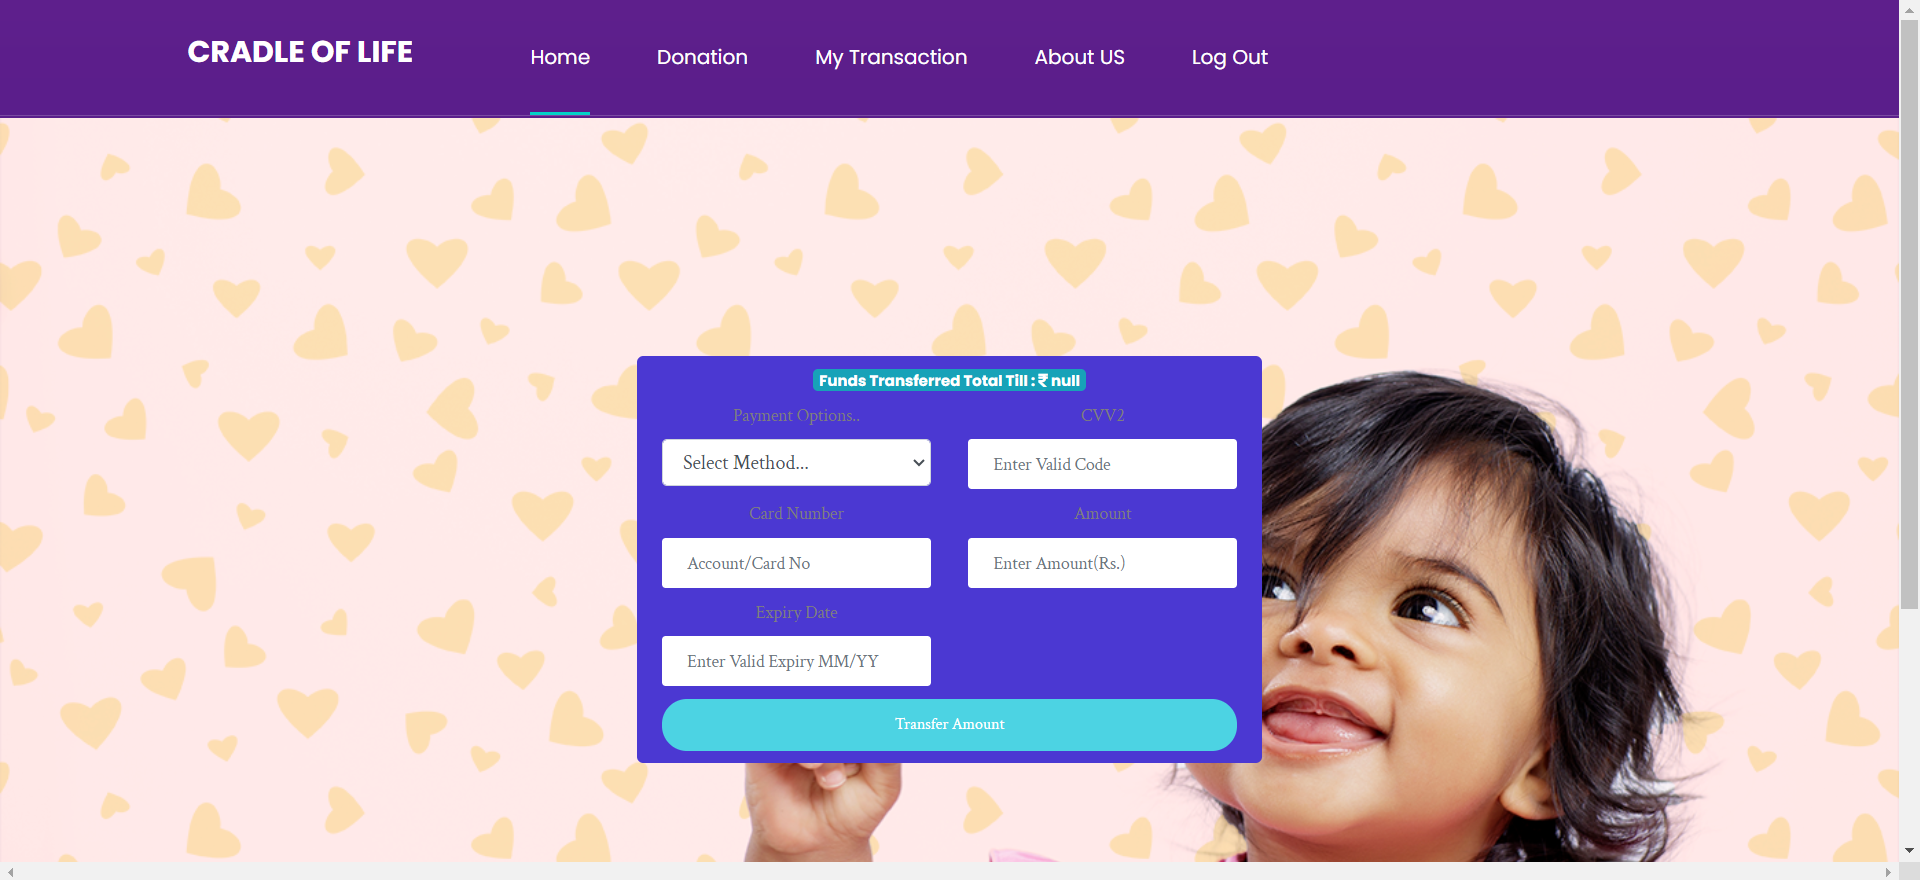 CRADLE OF LIFE
Home Donation My Transaction About US Log Out
Funds Transferred Total Till : ₹ null
Payment Options.. CVV2
Select Method... Enter Valid Code
Card Number Amount
Account/Card No Enter Amount(Rs.)
Expiry Date
Enter Valid Expiry MM/YY
Transfer Amount